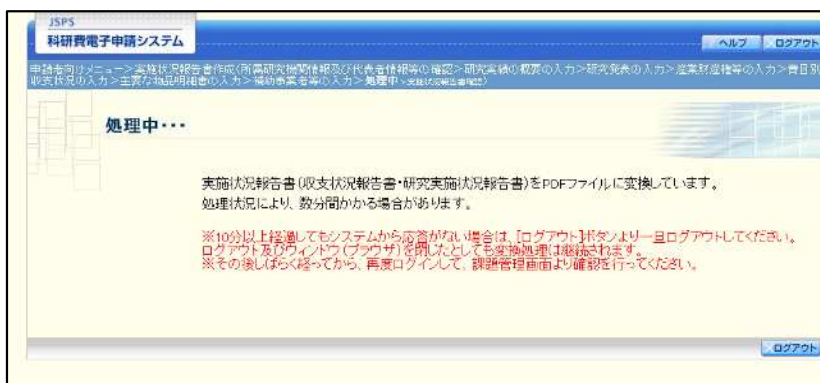 JSPS
科研費電子申請システム
ヘルプ
ログアウト
申請者向けメニュー>実施状況報告書作成(所属研究機関情報及び代表者情報等の確認>研究実績の概要の入力>研究発表の入力>産業財産権等の入力>費目別
収支状況の入力>主要な物品明細書の入力>補助事業者等の入力>処理中>実施状況報告書確認)
処理中・・・
実施状況報告書(収支状況報告書・研究実施状況報告書)をPDFファイルに変換しています。
処理状況により、数分間かかる場合があります。
※10分以上経過してもシステムから応答がない場合は、[ログアウト]ボタンより一旦ログアウトしてください。
ログアウト及びウィンドウ(ブラウザ)を閉じたとしても変換処理は継続されます。
※その後しばらく経ってから、再度ログインして、課題管理画面より確認を行ってください。
ログアウト